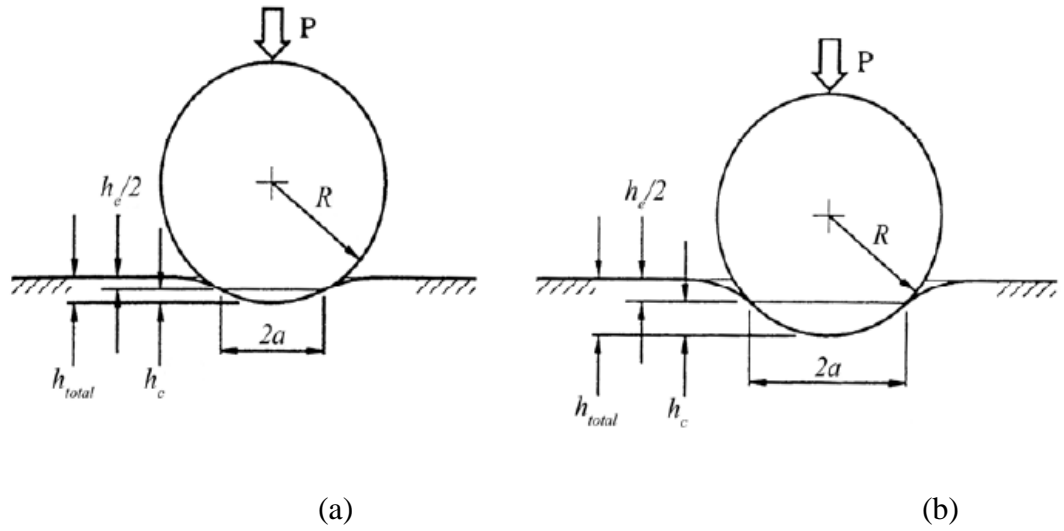 P
R
h_e/2
2a
h_total
h_c
(a)
P
R
h_e/2
2a
h_total
h_c
(b)